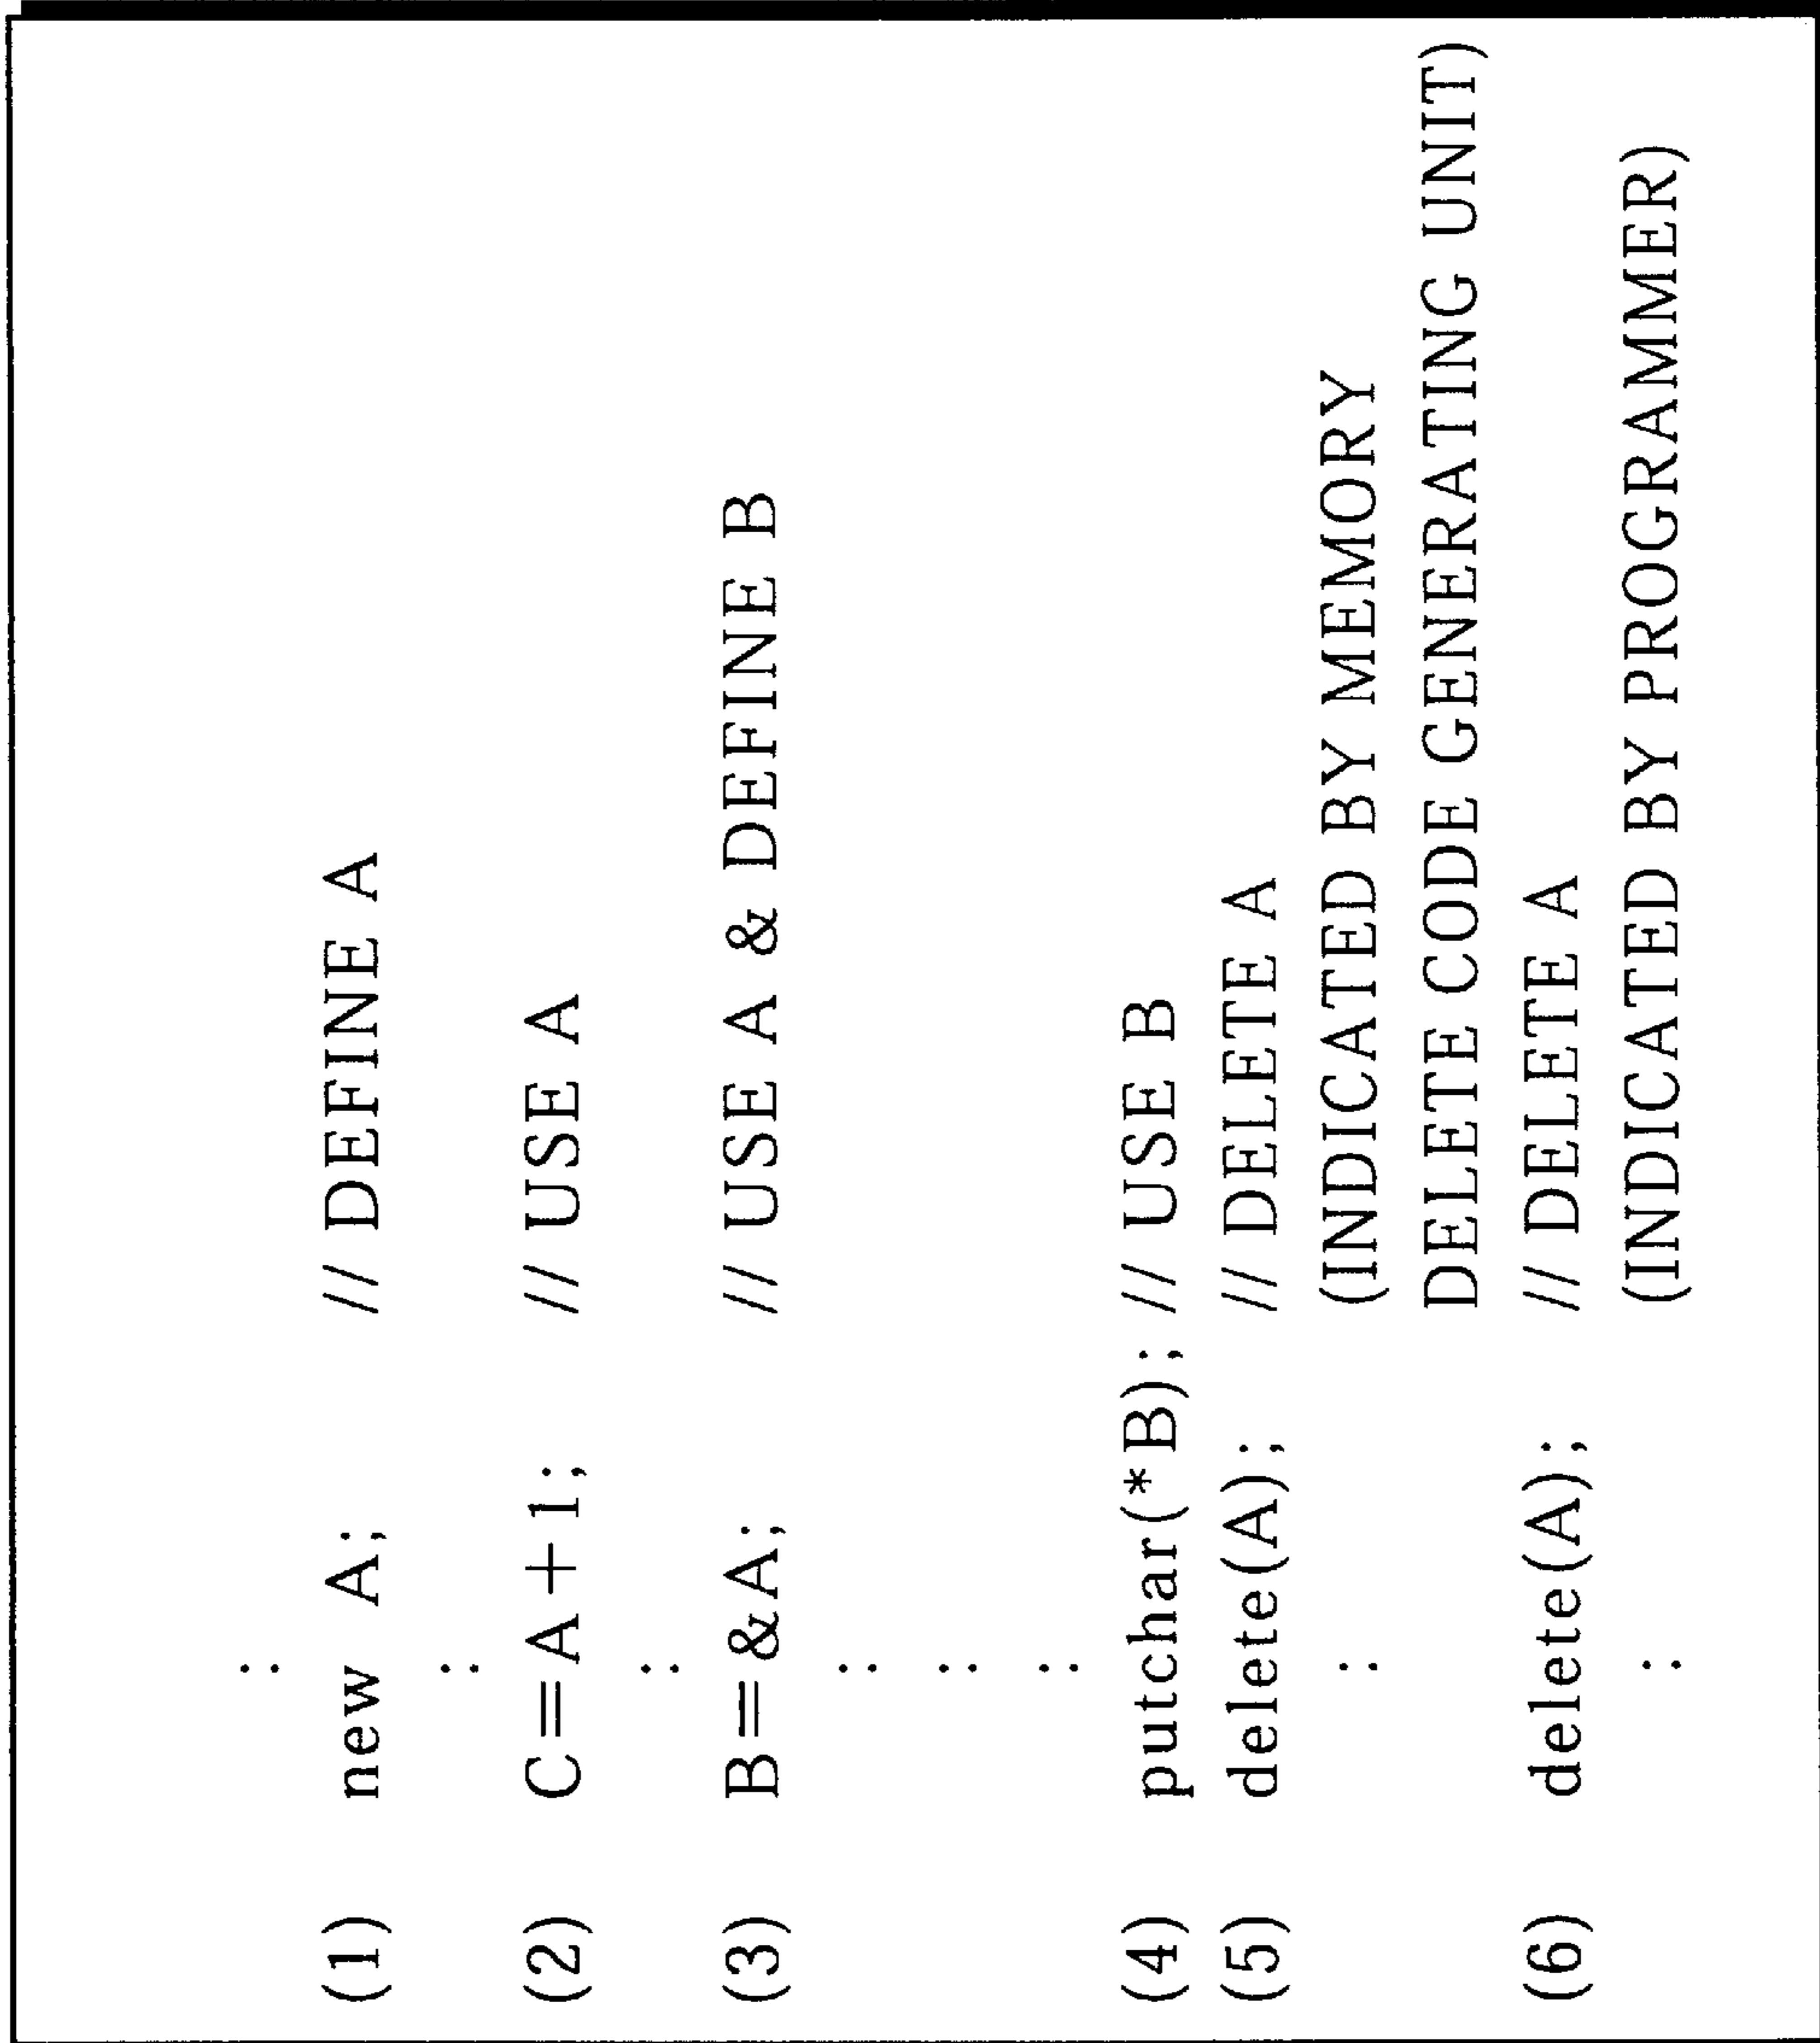 :
(1) new A; // DEFINE A
:
(2) C=A+1; // USE A
:
(3) B=&A; // USE A & DEFINE B
:
:
:
(4) putchar(*B); // USE B
(5) delete(A); // DELETE A
: (INDICATED BY MEMORY
DELETE CODE GENERATING UNIT)
(6) delete(A); // DELETE A
: (INDICATED BY PROGRAMMER)